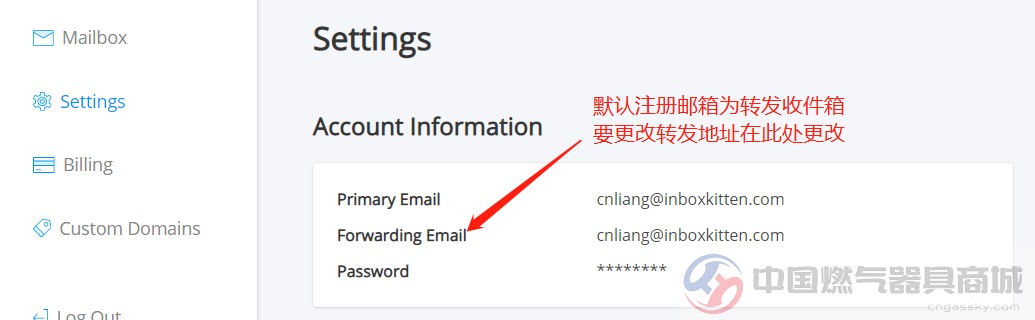 Mailbox
Settings
Billing
Custom Domains
Log Out
Settings
默认注册邮箱为转发收件箱
要更改转发地址在此处更改
Account Information
Primary Email cnliang@inboxkitten.com
Forwarding Email cnliang@inboxkitten.com
Password ********
中国燃气器具商城
cngassky.com